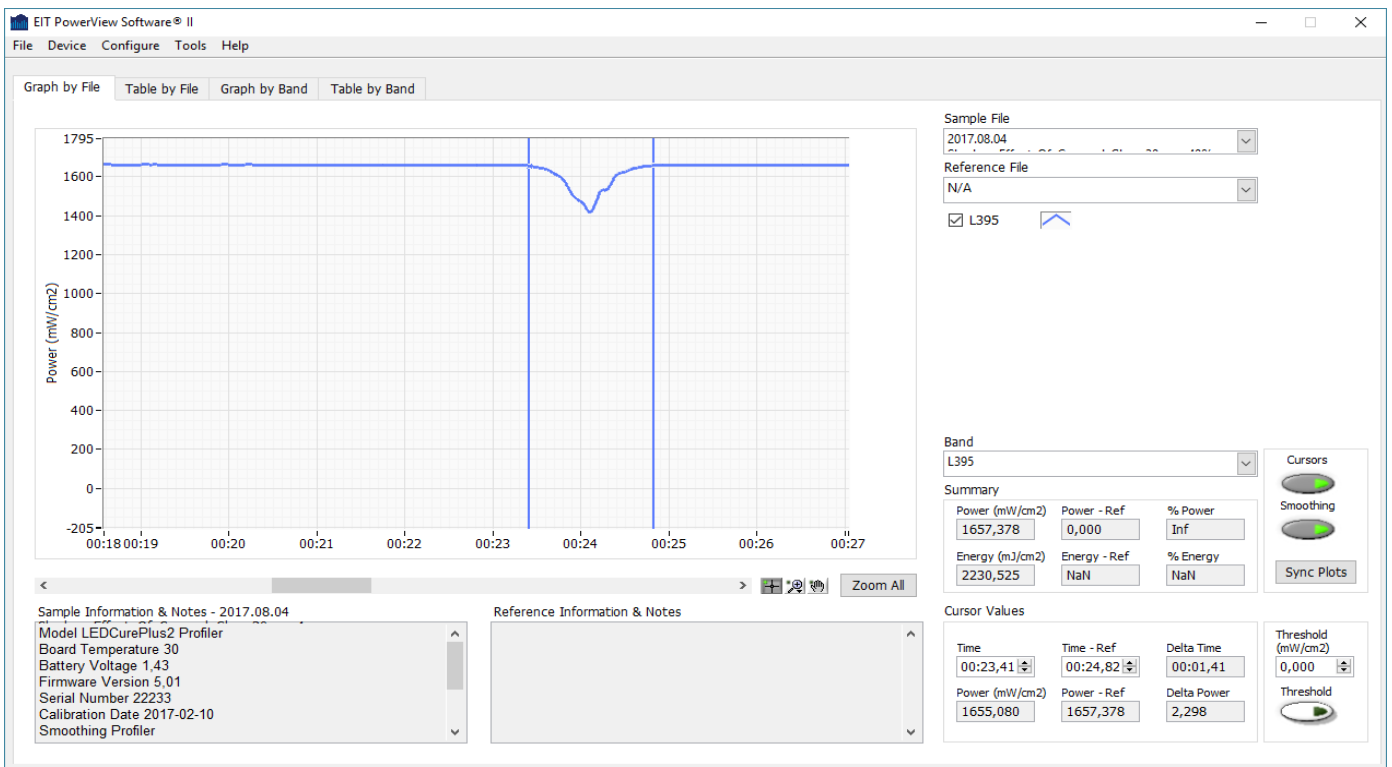 EIT PowerView Software® II
File Device Configure Tools Help
Graph by File Table by File Graph by Band Table by Band
Sample File
2017.08.04
Reference File
N/A
L395
1795
1600
1400
1200
1000
800
600
400
200
0
-205
Power (mW/cm2)
00:18 00:19 00:20 00:21 00:22 00:23 00:24 00:25 00:26 00:27
Zoom All
Band
L395
Summary
Power (mW/cm2) Power - Ref % Power
1657,378 0,000 Inf
Energy (mJ/cm2) Energy - Ref % Energy
2230,525 NaN NaN
Cursors
Smoothing
Sync Plots
Sample Information & Notes - 2017.08.04
Model LEDCurePlus2 Profiler
Board Temperature 30
Battery Voltage 1,43
Firmware Version 5,01
Serial Number 22233
Calibration Date 2017-02-10
Smoothing Profiler
Reference Information & Notes
Cursor Values
Time Time - Ref Delta Time
00:23,41 00:24,82 00:01,41
Power (mW/cm2) Power - Ref Delta Power
1655,080 1657,378 2,298
Threshold
(mW/cm2)
0,000
Threshold